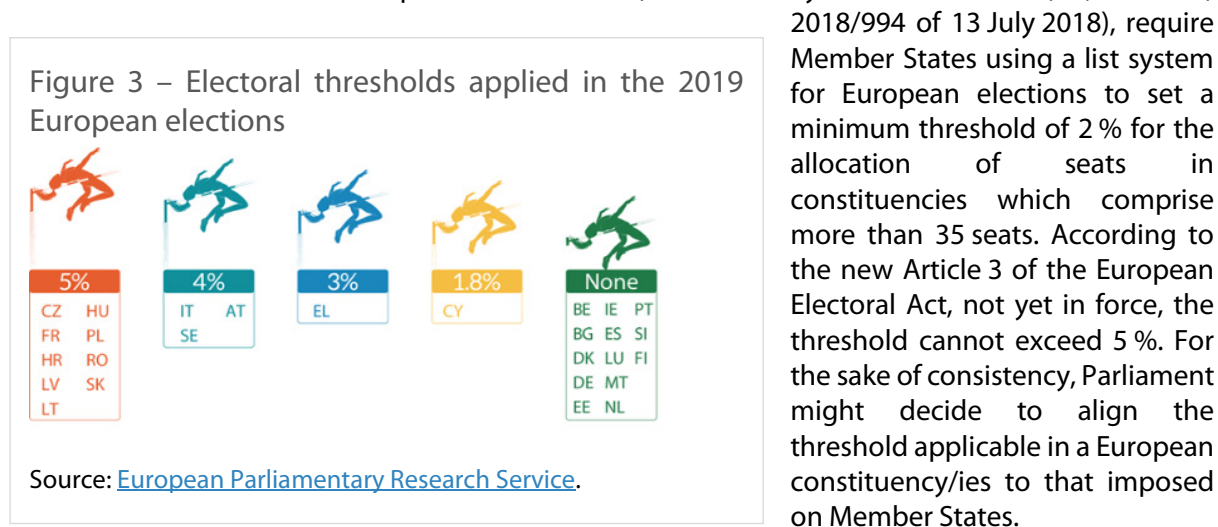 2018/994 of 13 July 2018), require
Member States using a list system
for European elections to set a
minimum threshold of 2 % for the
allocation of seats in
constituencies which comprise
more than 35 seats. According to
the new Article 3 of the European
Electoral Act, not yet in force, the
threshold cannot exceed 5 %. For
the sake of consistency, Parliament
might decide to align the
threshold applicable in a European
constituency/ies to that imposed
on Member States.
Figure 3 – Electoral thresholds applied in the 2019
European elections
5%
CZ HU
FR PL
HR RO
LV SK
LT
4%
IT AT
SE
3%
EL
1.8%
CY
None
BE IE PT
BG ES SI
DK LU FI
DE MT
EE NL
Source: European Parliamentary Research Service.